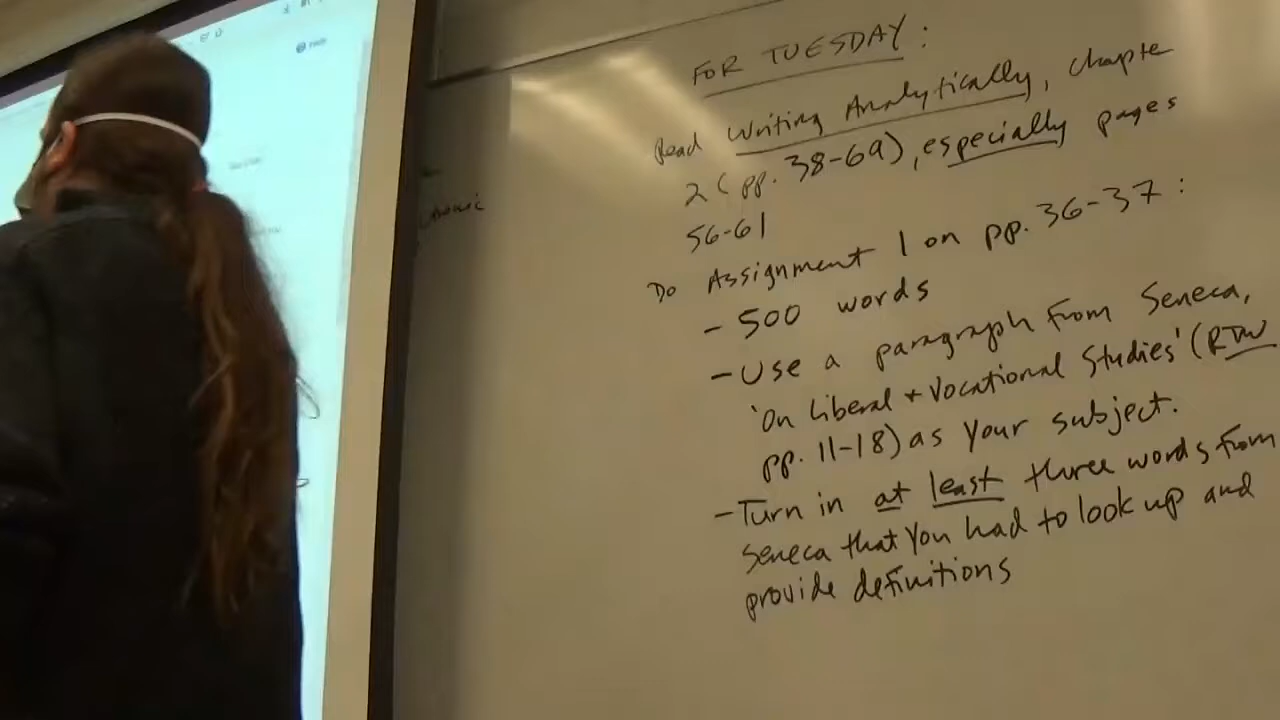 FOR TUESDAY:
Read Writing Analytically, chapte
2 (pp. 38-69), especially pages
56-61
Do Assignment 1 on pp. 36-37:
- 500 words
- Use a paragraph from Seneca,
'On Liberal + Vocational Studies' (RTW
pp. 11-18) as your subject.
- Turn in at least three words from
Seneca that you had to look up and
provide definitions